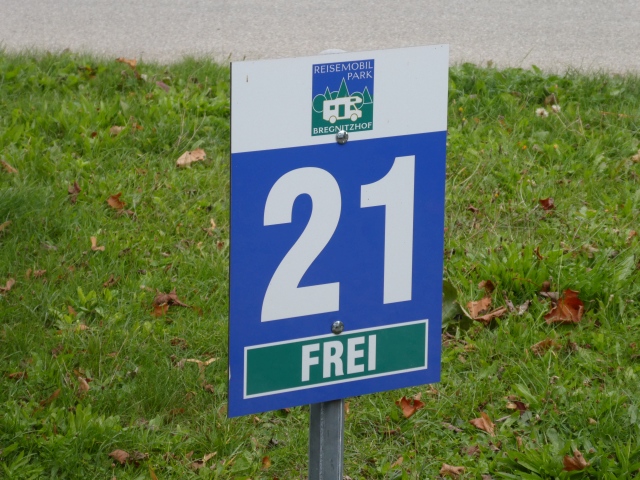 REISEMOBIL
PARK
BREGNITZHOF
21
FREI